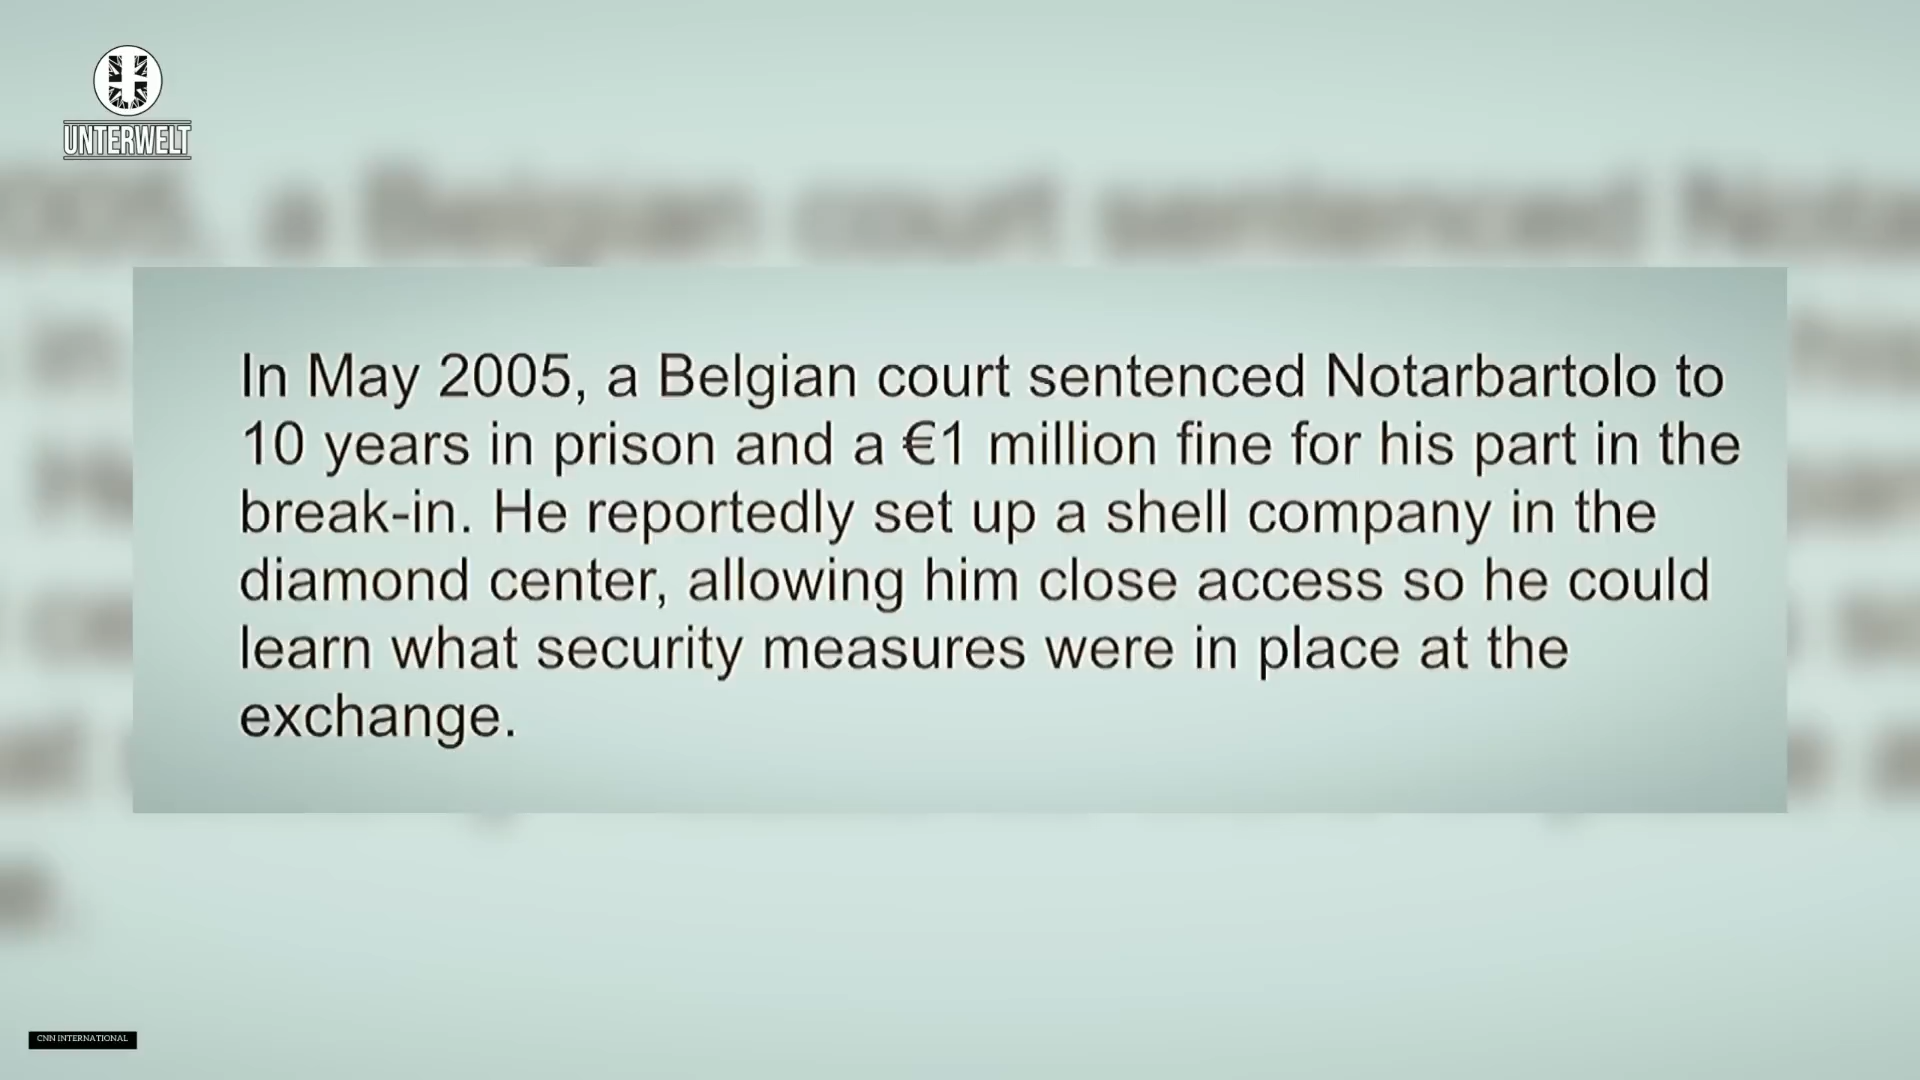 UNTERWELT
In May 2005, a Belgian court sentenced Notarbartolo to
10 years in prison and a €1 million fine for his part in the
break-in. He reportedly set up a shell company in the
diamond center, allowing him close access so he could
learn what security measures were in place at the
exchange.
CNN INTERNATIONAL